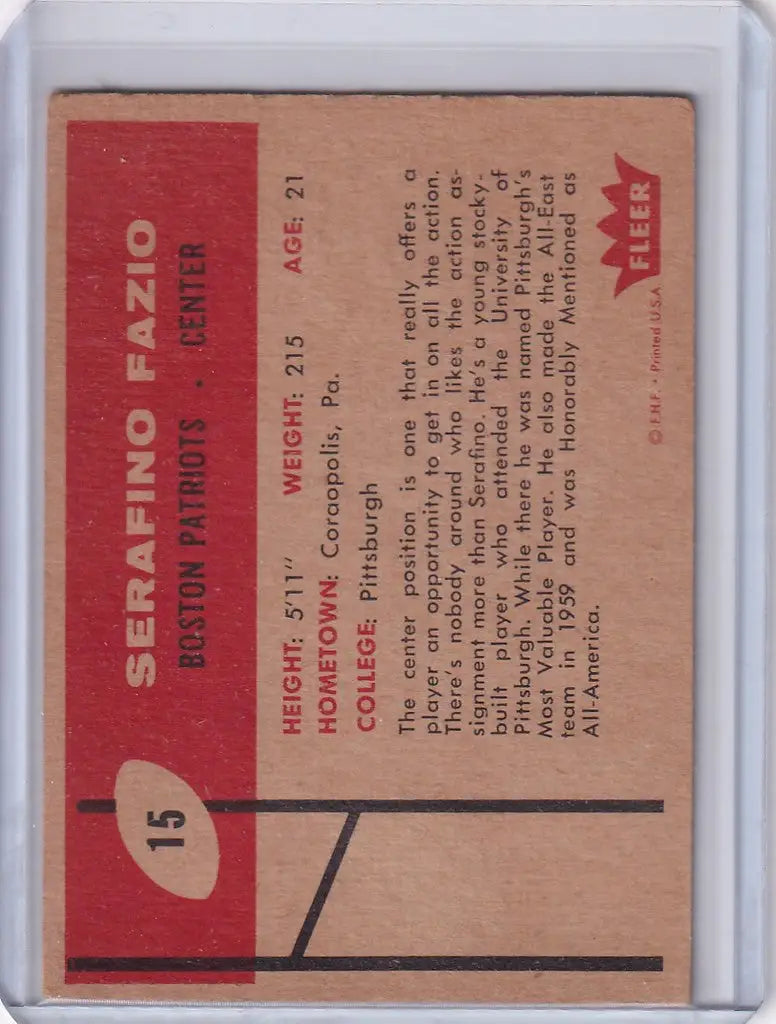 15
SERAFINO FAZIO
BOSTON PATRIOTS • CENTER
HEIGHT: 5'11" WEIGHT: 215 AGE: 21
HOMETOWN: Coraopolis, Pa.
COLLEGE: Pittsburgh
The center position is one that really offers a
player an opportunity to get in on all the action.
There's nobody around who likes the action as-
signment more than Serafino. He's a young stocky-
built player who attended the University of
Pittsburgh. While there he was named Pittsburgh's
Most Valuable Player. He also made the All-East
team in 1959 and was Honorably Mentioned as
All-America.
© F.H.F. • Printed U.S.A
FLEER